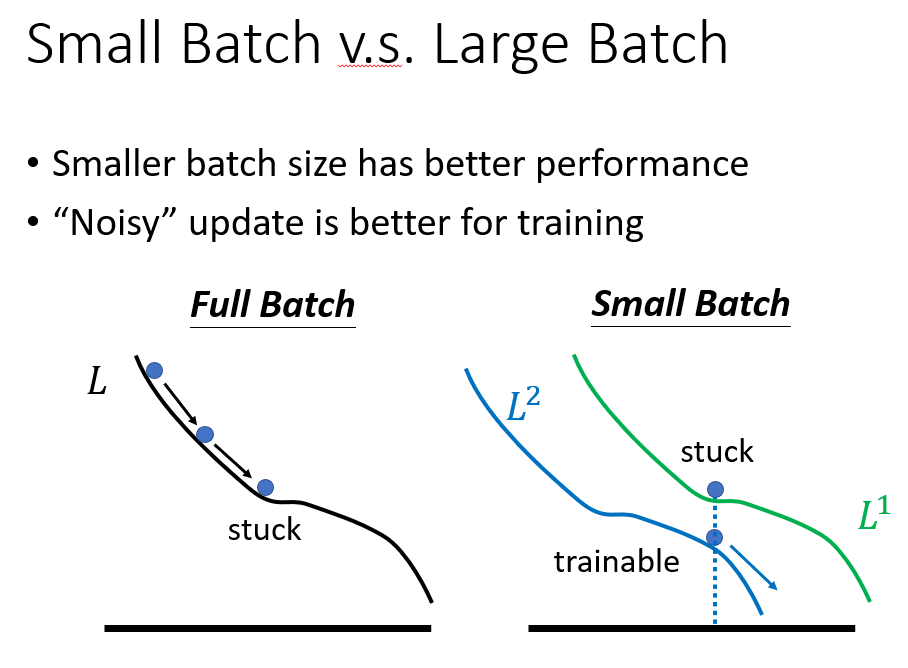 Small Batch v.s. Large Batch
• Smaller batch size has better performance
• “Noisy” update is better for training
Full Batch
L
stuck
Small Batch
L²
stuck
L¹
trainable